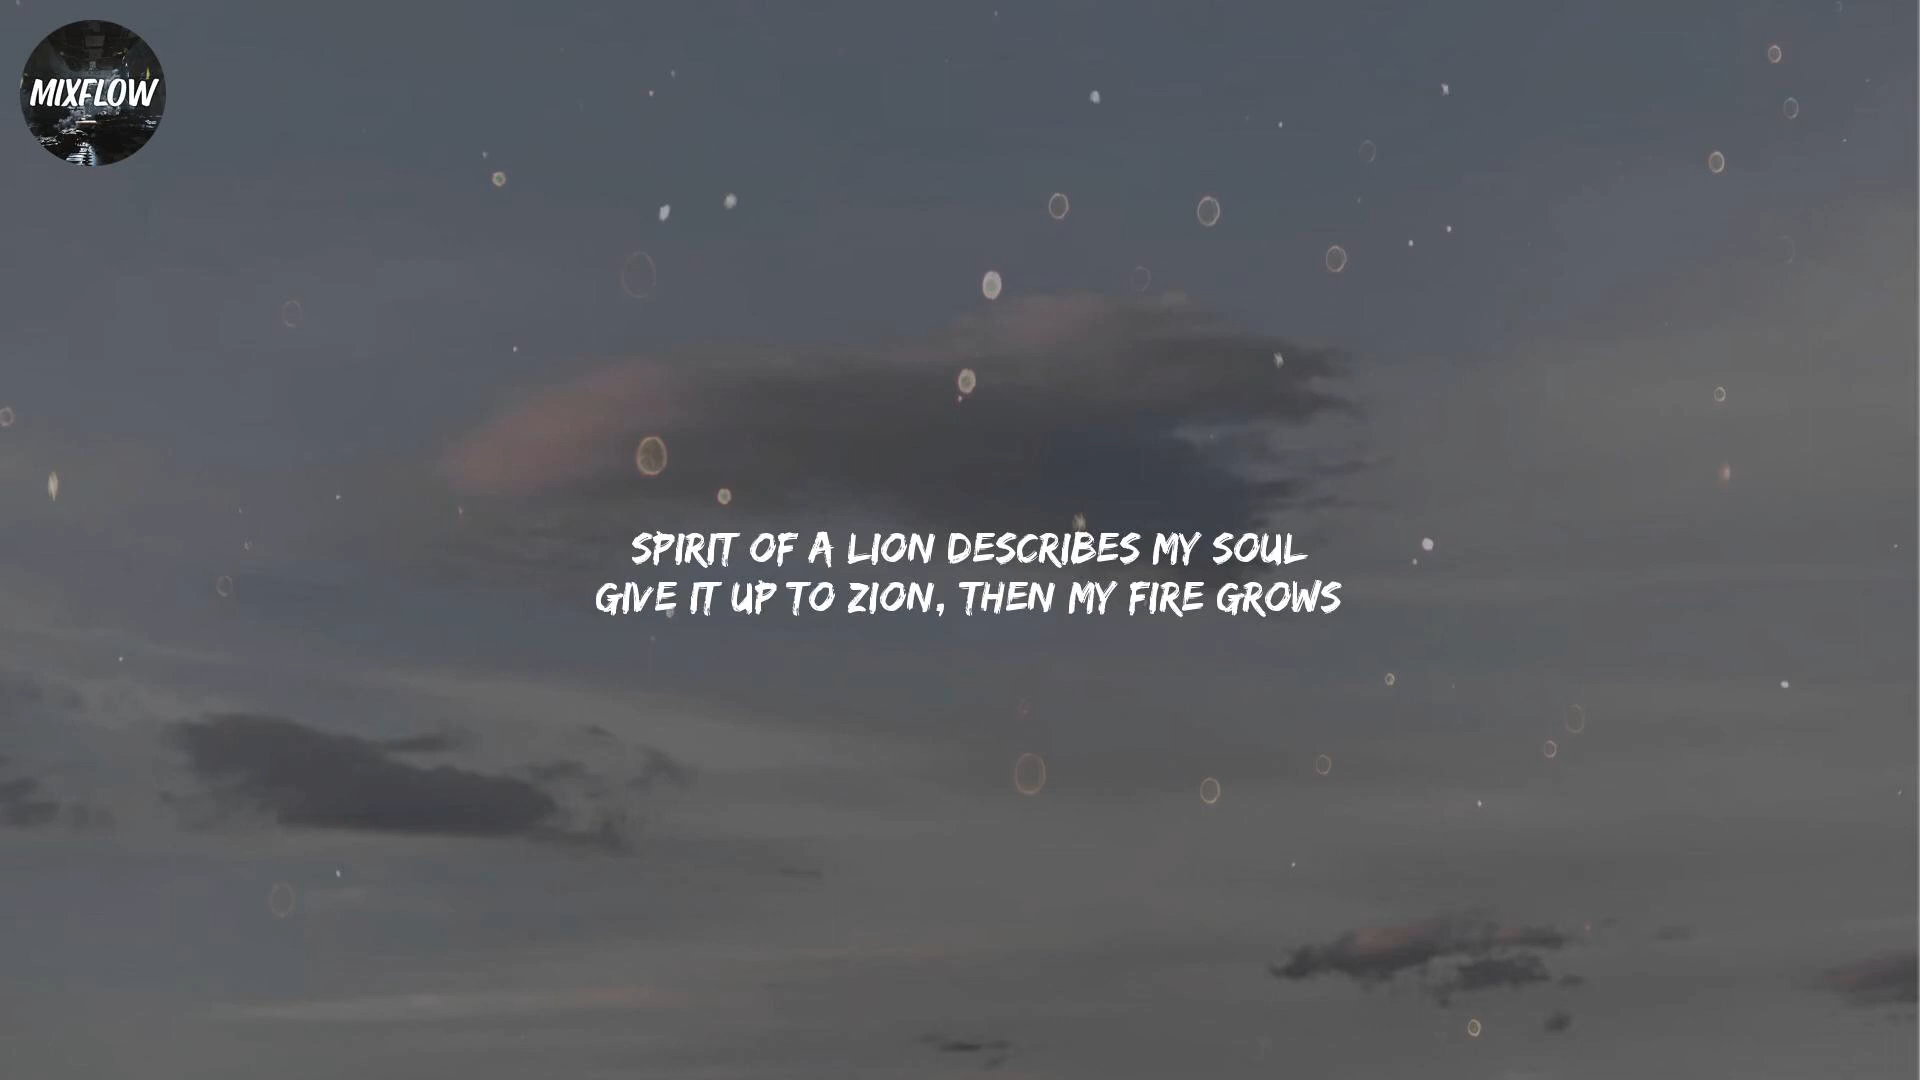 MIXFLOW
SPIRIT OF A LION DESCRIBES MY SOUL
GIVE IT UP TO ZION, THEN MY FIRE GROWS